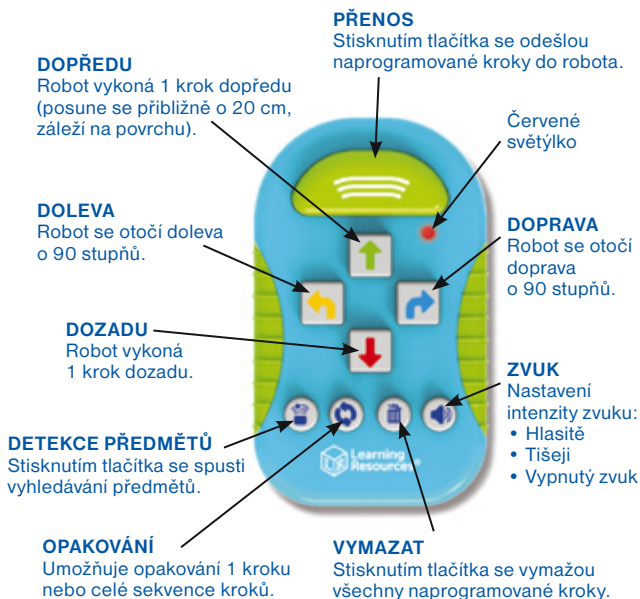 PŘENOS
Stisknutím tlačítka se odešlou
naprogramované kroky do robota.
DOPŘEDU
Robot vykoná 1 krok dopředu
(posune se přibližně o 20 cm,
záleží na povrchu).
Červené
světýlko
DOLEVA
Robot se otočí doleva
o 90 stupňů.
DOPRAVA
Robot se otočí
doprava
o 90 stupňů.
DOZADU
Robot vykoná
1 krok dozadu.
ZVUK
Nastavení
intenzity zvuku:
• Hlasitě
• Tišeji
• Vypnutý zvuk
DETEKCE PŘEDMĚTŮ
Stisknutím tlačítka se spusti
vyhledávání předmětů.
Learning
Resources®
OPAKOVÁNÍ
Umožňuje opakování 1 kroku
nebo celé sekvence kroků.
VYMAZAT
Stisknutím tlačítka se vymažou
všechny naprogramované kroky.